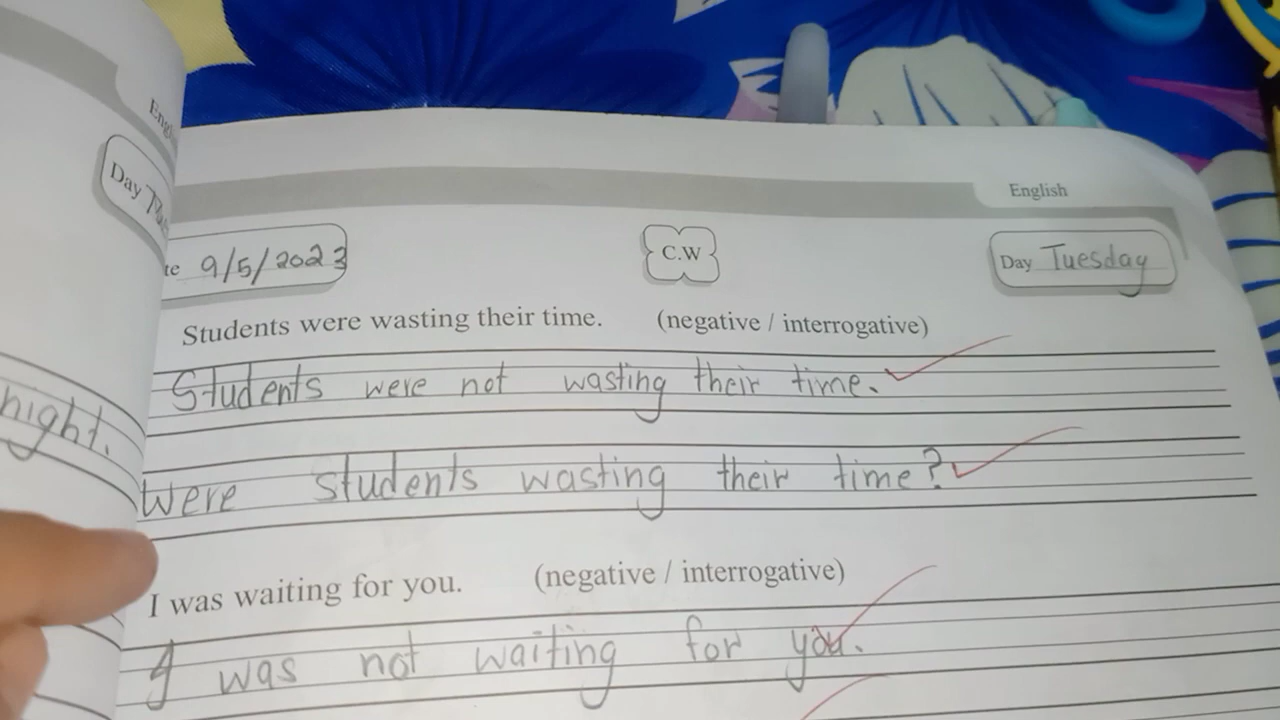 Engl
Day Tue
night.
English
te 9/5/2023
C.W
Day Tuesday
Students were wasting their time. (negative / interrogative)
Students were not wasting their time.
Were students wasting their time?
I was waiting for you. (negative / interrogative)
I was not waiting for you.